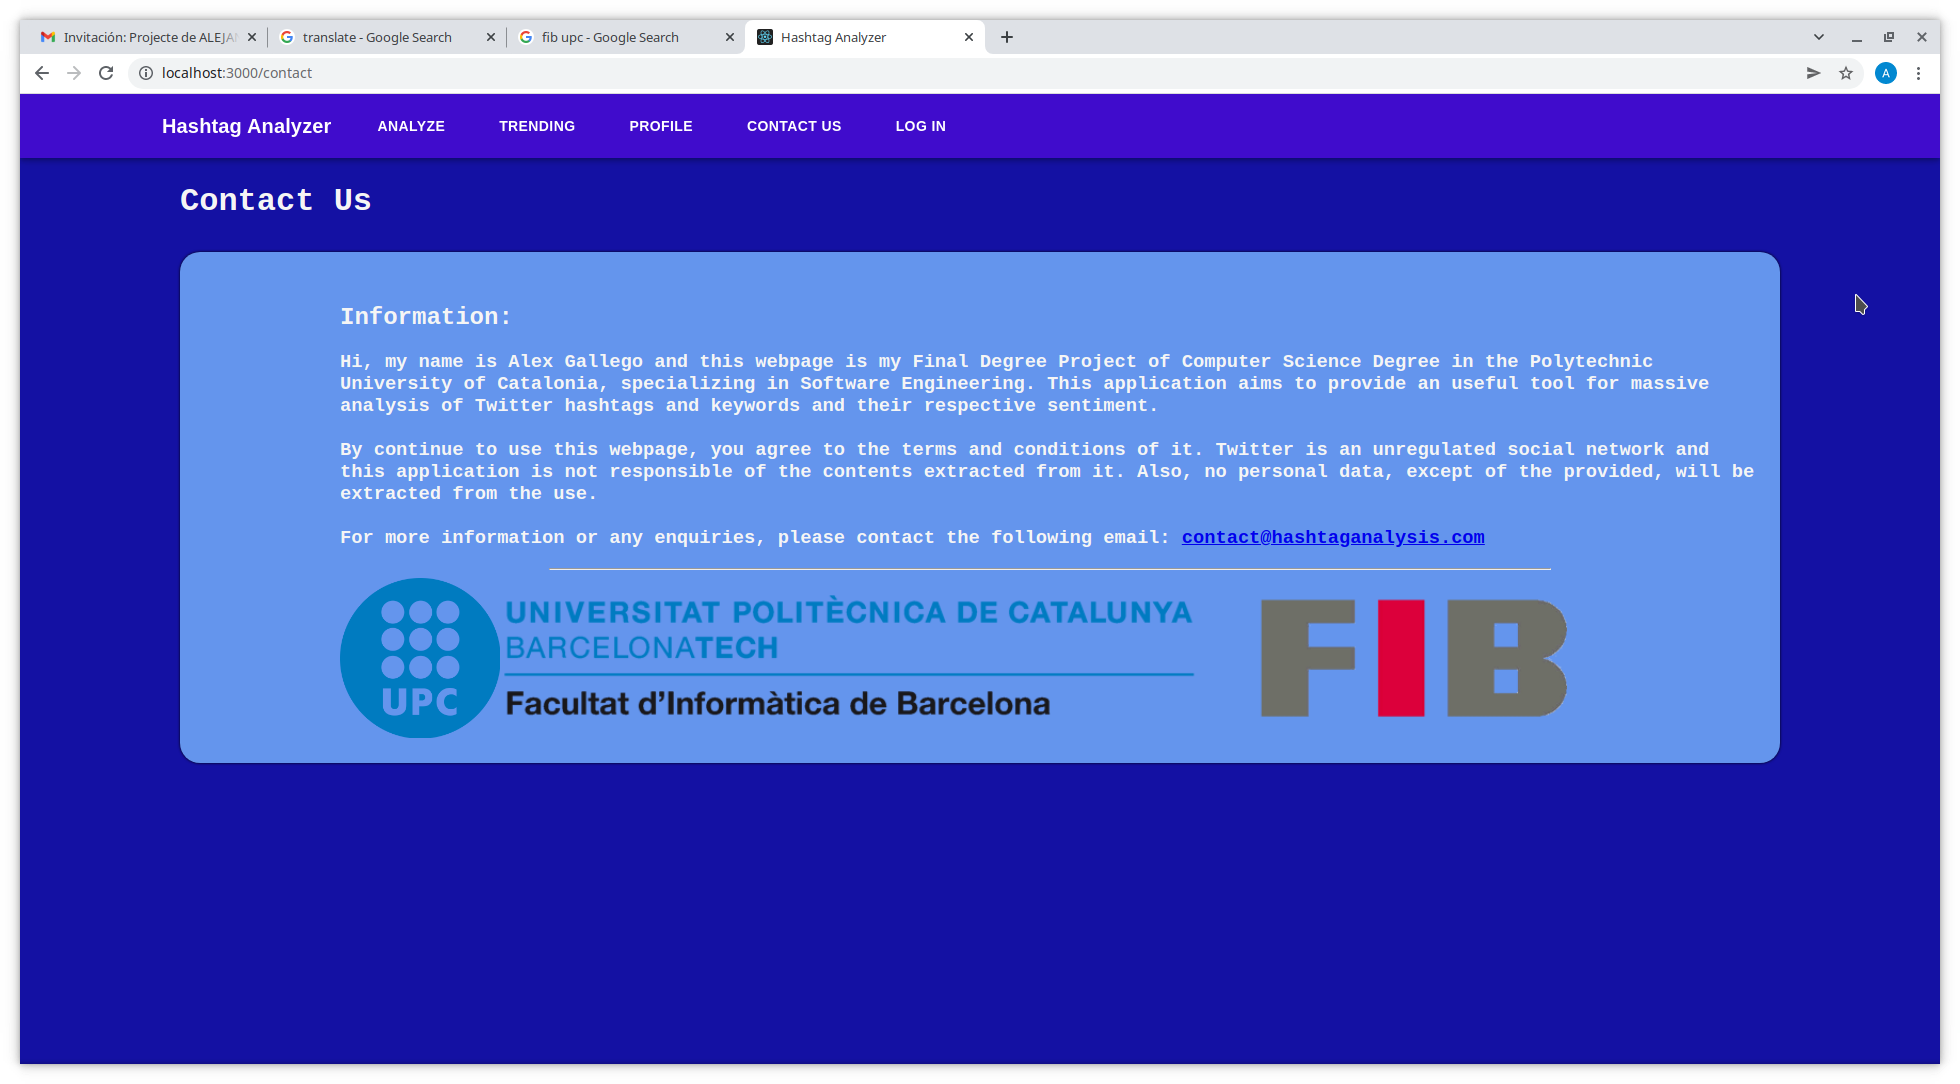 Invitación: Projecte de
translate - Google Search
fib upc - Google Search
Hashtag Analyzer
localhost:3000/contact
A
Hashtag Analyzer ANALYZE TRENDING PROFILE CONTACT US LOG IN
Contact Us
Information:
Hi, my name is Alex Gallego and this webpage is my Final Degree Project of Computer Science Degree in the Polytechnic
University of Catalonia, specializing in Software Engineering. This application aims to provide an useful tool for massive
analysis of Twitter hashtags and keywords and their respective sentiment.
By continue to use this webpage, you agree to the terms and conditions of it. Twitter is an unregulated social network and
this application is not responsible of the contents extracted from it. Also, no personal data, except of the provided, will be
extracted from the use.
For more information or any enquiries, please contact the following email: contact@hashtaganalysis.com
UPC
UNIVERSITAT POLITÈCNICA DE CATALUNYA
BARCELONATECH
Facultat d'Informàtica de Barcelona
FIB